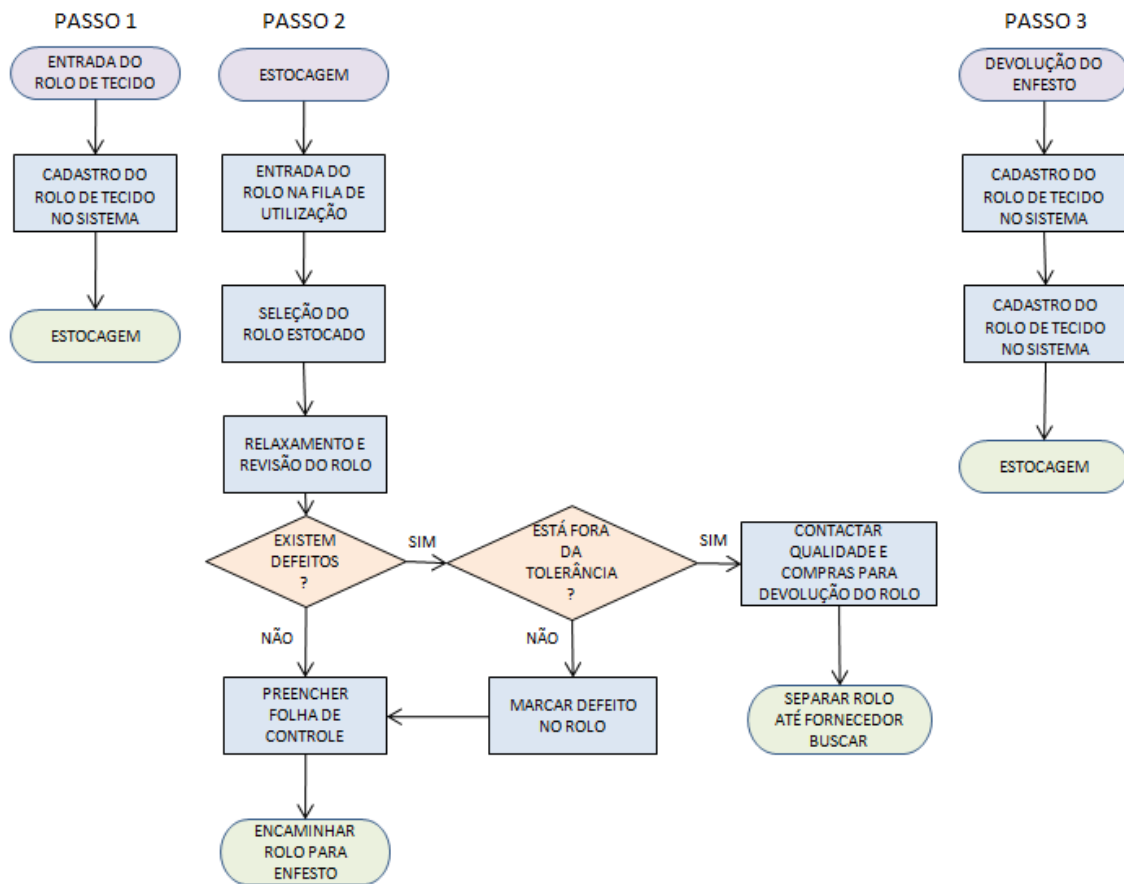 PASSO 1
ENTRADA DO
ROLO DE TECIDO
CADASTRO DO
ROLO DE TECIDO
NO SISTEMA
ESTOCAGEM
PASSO 2
ESTOCAGEM
ENTRADA DO
ROLO NA FILA DE
UTILIZAÇÃO
SELEÇÃO DO
ROLO ESTOCADO
RELAXAMENTO E
REVISÃO DO ROLO
EXISTEM
DEFEITOS
?
SIM
NÃO
ESTÁ FORA
DA
TOLERÂNCIA
?
SIM
NÃO
CONTACTAR
QUALIDADE E
COMPRAS PARA
DEVOLUÇÃO DO ROLO
PREENCHER
FOLHA DE
CONTROLE
MARCAR DEFEITO
NO ROLO
SEPARAR ROLO
ATÉ FORNECEDOR
BUSCAR
ENCAMINHAR
ROLO PARA
ENFESTO
PASSO 3
DEVOLUÇÃO DO
ENFESTO
CADASTRO DO
ROLO DE TECIDO
NO SISTEMA
CADASTRO DO
ROLO DE TECIDO
NO SISTEMA
ESTOCAGEM